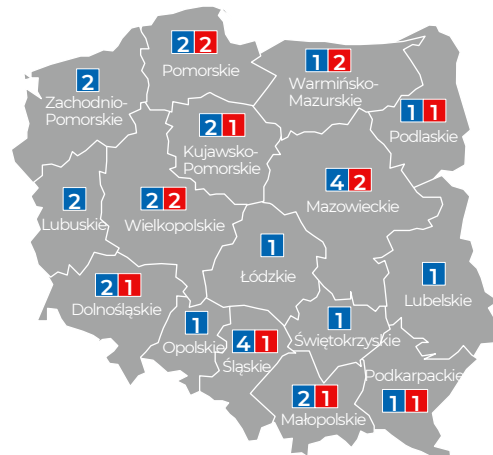 2 2
Pomorskie
1 2
Warmińsko-
Mazurskie
2
Zachodnio-
Pomorskie
1 1
Podlaskie
2 1
Kujawsko-
Pomorskie
4 2
Mazowieckie
2
Lubuskie
2 2
Wielkopolskie
1
Łódzkie
1
Lubelskie
2 1
Dolnośląskie
1
Opolskie
4 1
Śląskie
1
Świętokrzyskie
Podkarpackie
1 1
2 1
Małopolskie